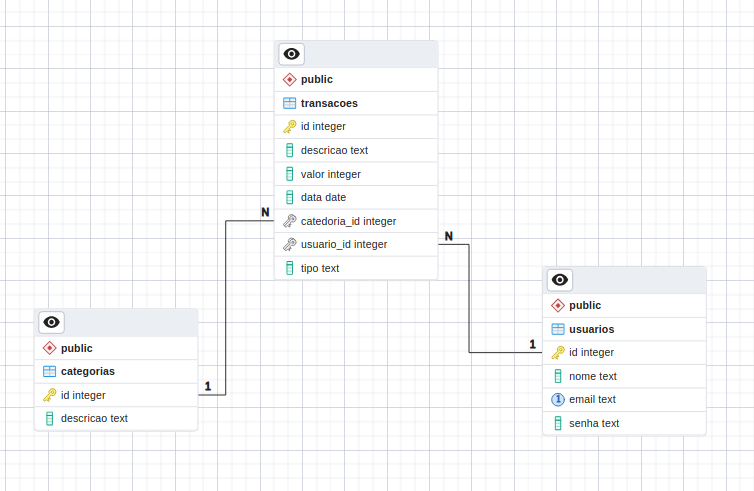 public
transacoes
id integer
descricao text
valor integer
data date
catedoria_id integer
usuario_id integer
tipo text
N
N
1
1
public
categorias
id integer
descricao text
public
usuarios
id integer
nome text
1 email text
senha text